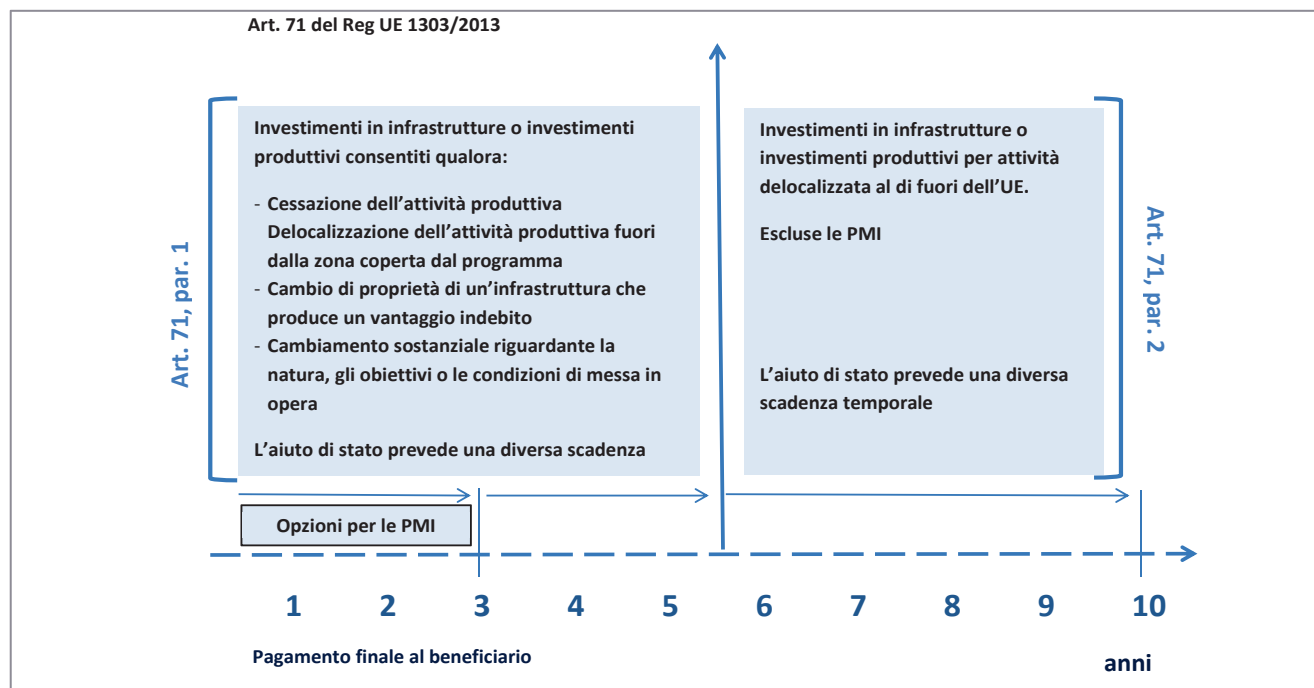 Art. 71 del Reg UE 1303/2013
Art. 71, par. 1
Investimenti in infrastrutture o investimenti
produttivi consentiti qualora:
- Cessazione dell’attività produttiva
Delocalizzazione dell’attività produttiva fuori
dalla zona coperta dal programma
- Cambio di proprietà di un’infrastruttura che
produce un vantaggio indebito
- Cambiamento sostanziale riguardante la
natura, gli obiettivi o le condizioni di messa in
opera
L’aiuto di stato prevede una diversa scadenza
Investimenti in infrastrutture o
investimenti produttivi per attività
delocalizzata al di fuori dell’UE.
Escluse le PMI
L’aiuto di stato prevede una diversa
scadenza temporale
Art. 71, par. 2
Opzioni per le PMI
1 2 3 4 5 6 7 8 9 10
Pagamento finale al beneficiario
anni